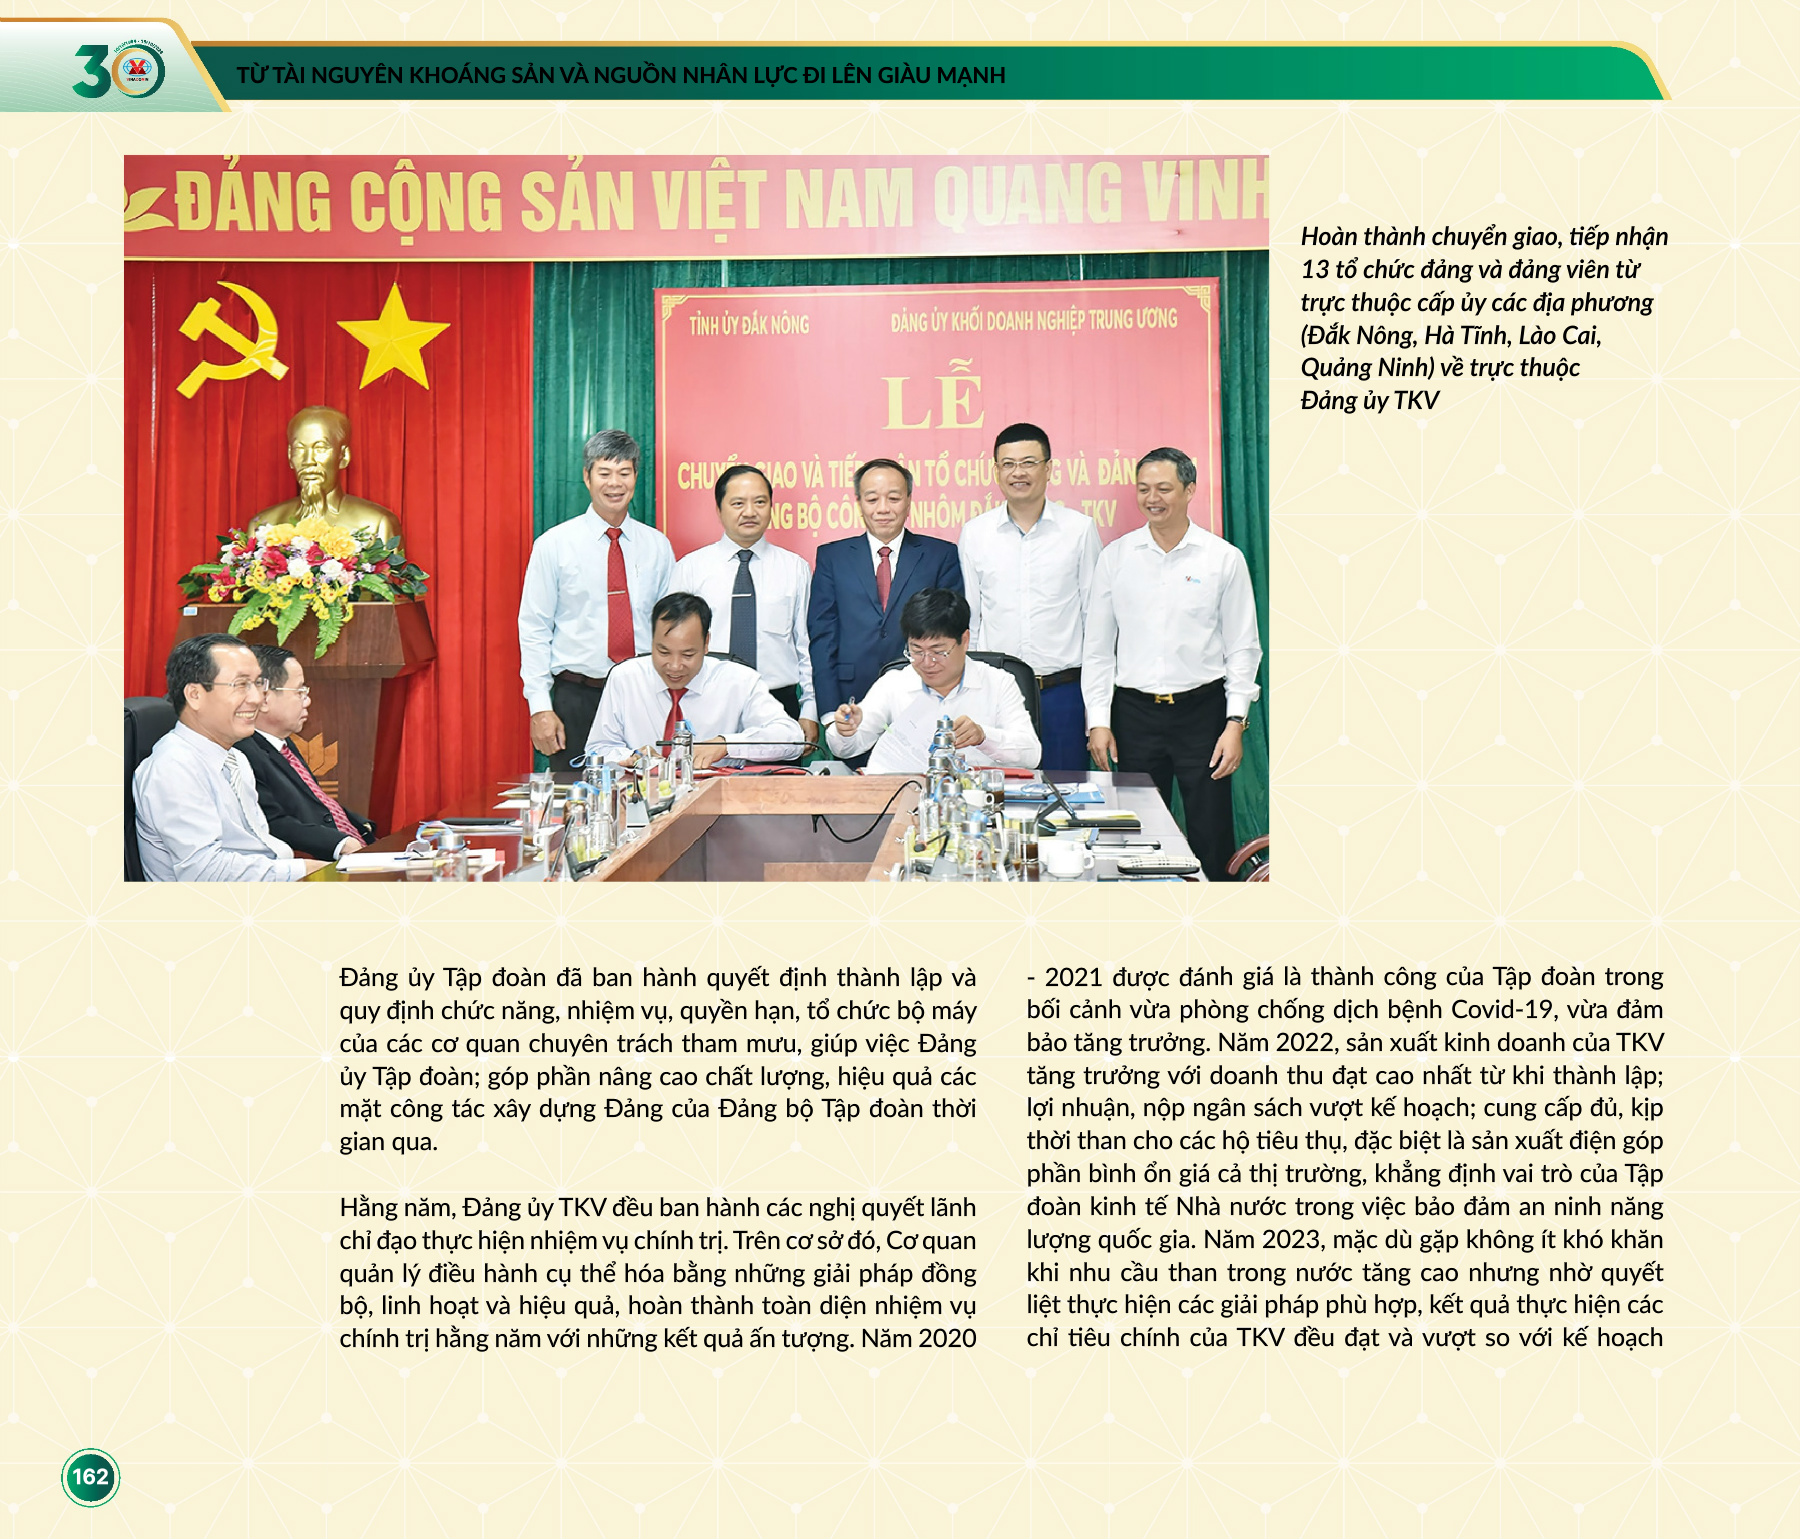 30
VINACOMIN
TỪ TÀI NGUYÊN KHOÁNG SẢN VÀ NGUỒN NHÂN LỰC ĐI LÊN GIÀU MẠNH
ĐẢNG CỘNG SẢN VIỆT NAM QUANG VINH
TỈNH ỦY ĐẮK NÔNG
ĐẢNG ỦY KHỐI DOANH NGHIỆP TRUNG ƯƠNG
LỄ
CHUYỂN GIAO VÀ TIẾP NHẬN TỔ CHỨC ĐẢNG VÀ ĐẢNG
BỘ CÔNG NHÔM ĐẮK - TKV
Hoàn thành chuyển giao, tiếp nhận
13 tổ chức đảng và đảng viên từ
trực thuộc cấp ủy các địa phương
(Đắk Nông, Hà Tĩnh, Lào Cai,
Quảng Ninh) về trực thuộc
Đảng ủy TKV
Đảng ủy Tập đoàn đã ban hành quyết định thành lập và
quy định chức năng, nhiệm vụ, quyền hạn, tổ chức bộ máy
của các cơ quan chuyên trách tham mưu, giúp việc Đảng
ủy Tập đoàn; góp phần nâng cao chất lượng, hiệu quả các
mặt công tác xây dựng Đảng của Đảng bộ Tập đoàn thời
gian qua.
Hằng năm, Đảng ủy TKV đều ban hành các nghị quyết lãnh
chỉ đạo thực hiện nhiệm vụ chính trị. Trên cơ sở đó, Cơ quan
quản lý điều hành cụ thể hóa bằng những giải pháp đồng
bộ, linh hoạt và hiệu quả, hoàn thành toàn diện nhiệm vụ
chính trị hằng năm với những kết quả ấn tượng. Năm 2020
- 2021 được đánh giá là thành công của Tập đoàn trong
bối cảnh vừa phòng chống dịch bệnh Covid-19, vừa đảm
bảo tăng trưởng. Năm 2022, sản xuất kinh doanh của TKV
tăng trưởng với doanh thu đạt cao nhất từ khi thành lập;
lợi nhuận, nộp ngân sách vượt kế hoạch; cung cấp đủ, kịp
thời than cho các hộ tiêu thụ, đặc biệt là sản xuất điện góp
phần bình ổn giá cả thị trường, khẳng định vai trò của Tập
đoàn kinh tế Nhà nước trong việc bảo đảm an ninh năng
lượng quốc gia. Năm 2023, mặc dù gặp không ít khó khăn
khi nhu cầu than trong nước tăng cao nhưng nhờ quyết
liệt thực hiện các giải pháp phù hợp, kết quả thực hiện các
chỉ tiêu chính của TKV đều đạt và vượt so với kế hoạch
162